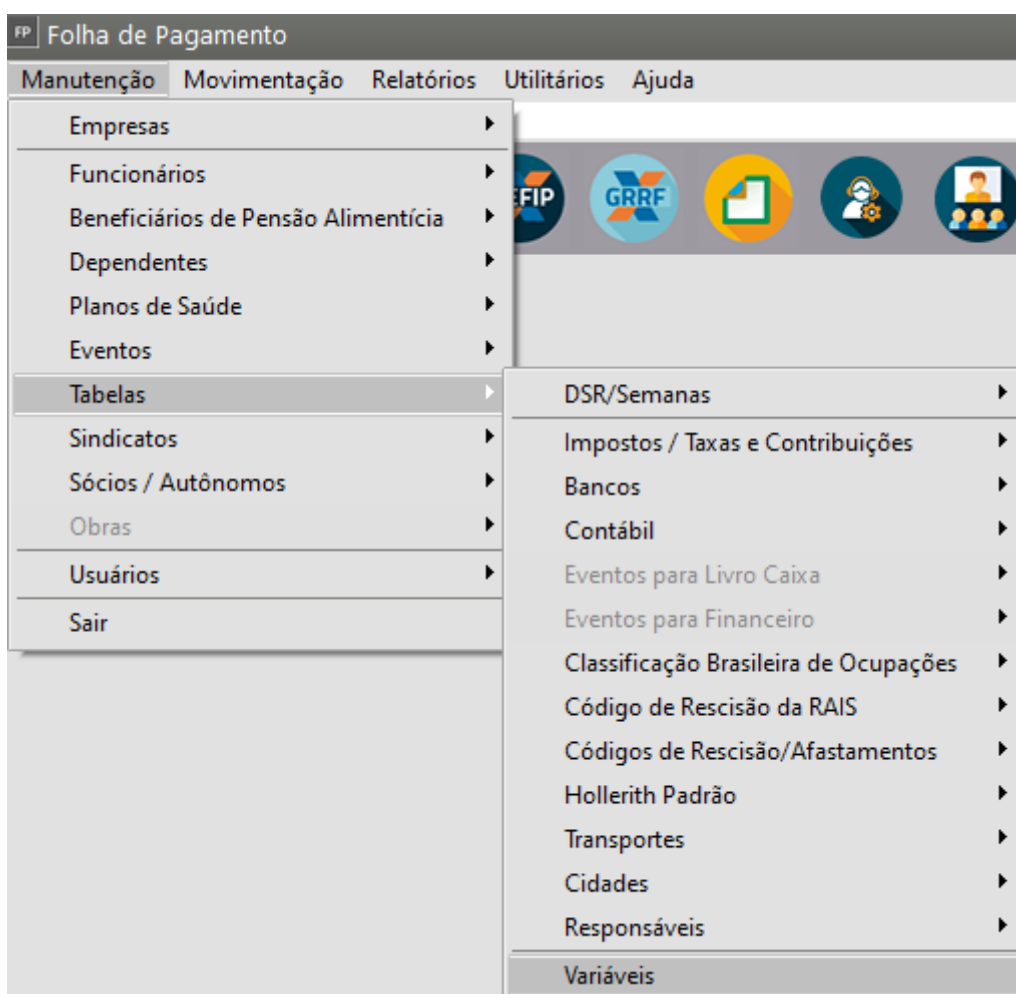 FP Folha de Pagamento
Manutenção Movimentação Relatórios Utilitários Ajuda
Empresas
Funcionários
Beneficiários de Pensão Alimentícia
Dependentes
Planos de Saúde
Eventos
Tabelas
Sindicatos
Sócios / Autônomos
Obras
Usuários
Sair
EFIP
GRRF
DSR/Semanas
Impostos / Taxas e Contribuições
Bancos
Contábil
Eventos para Livro Caixa
Eventos para Financeiro
Classificação Brasileira de Ocupações
Código de Rescisão da RAIS
Códigos de Rescisão/Afastamentos
Hollerith Padrão
Transportes
Cidades
Responsáveis
Variáveis